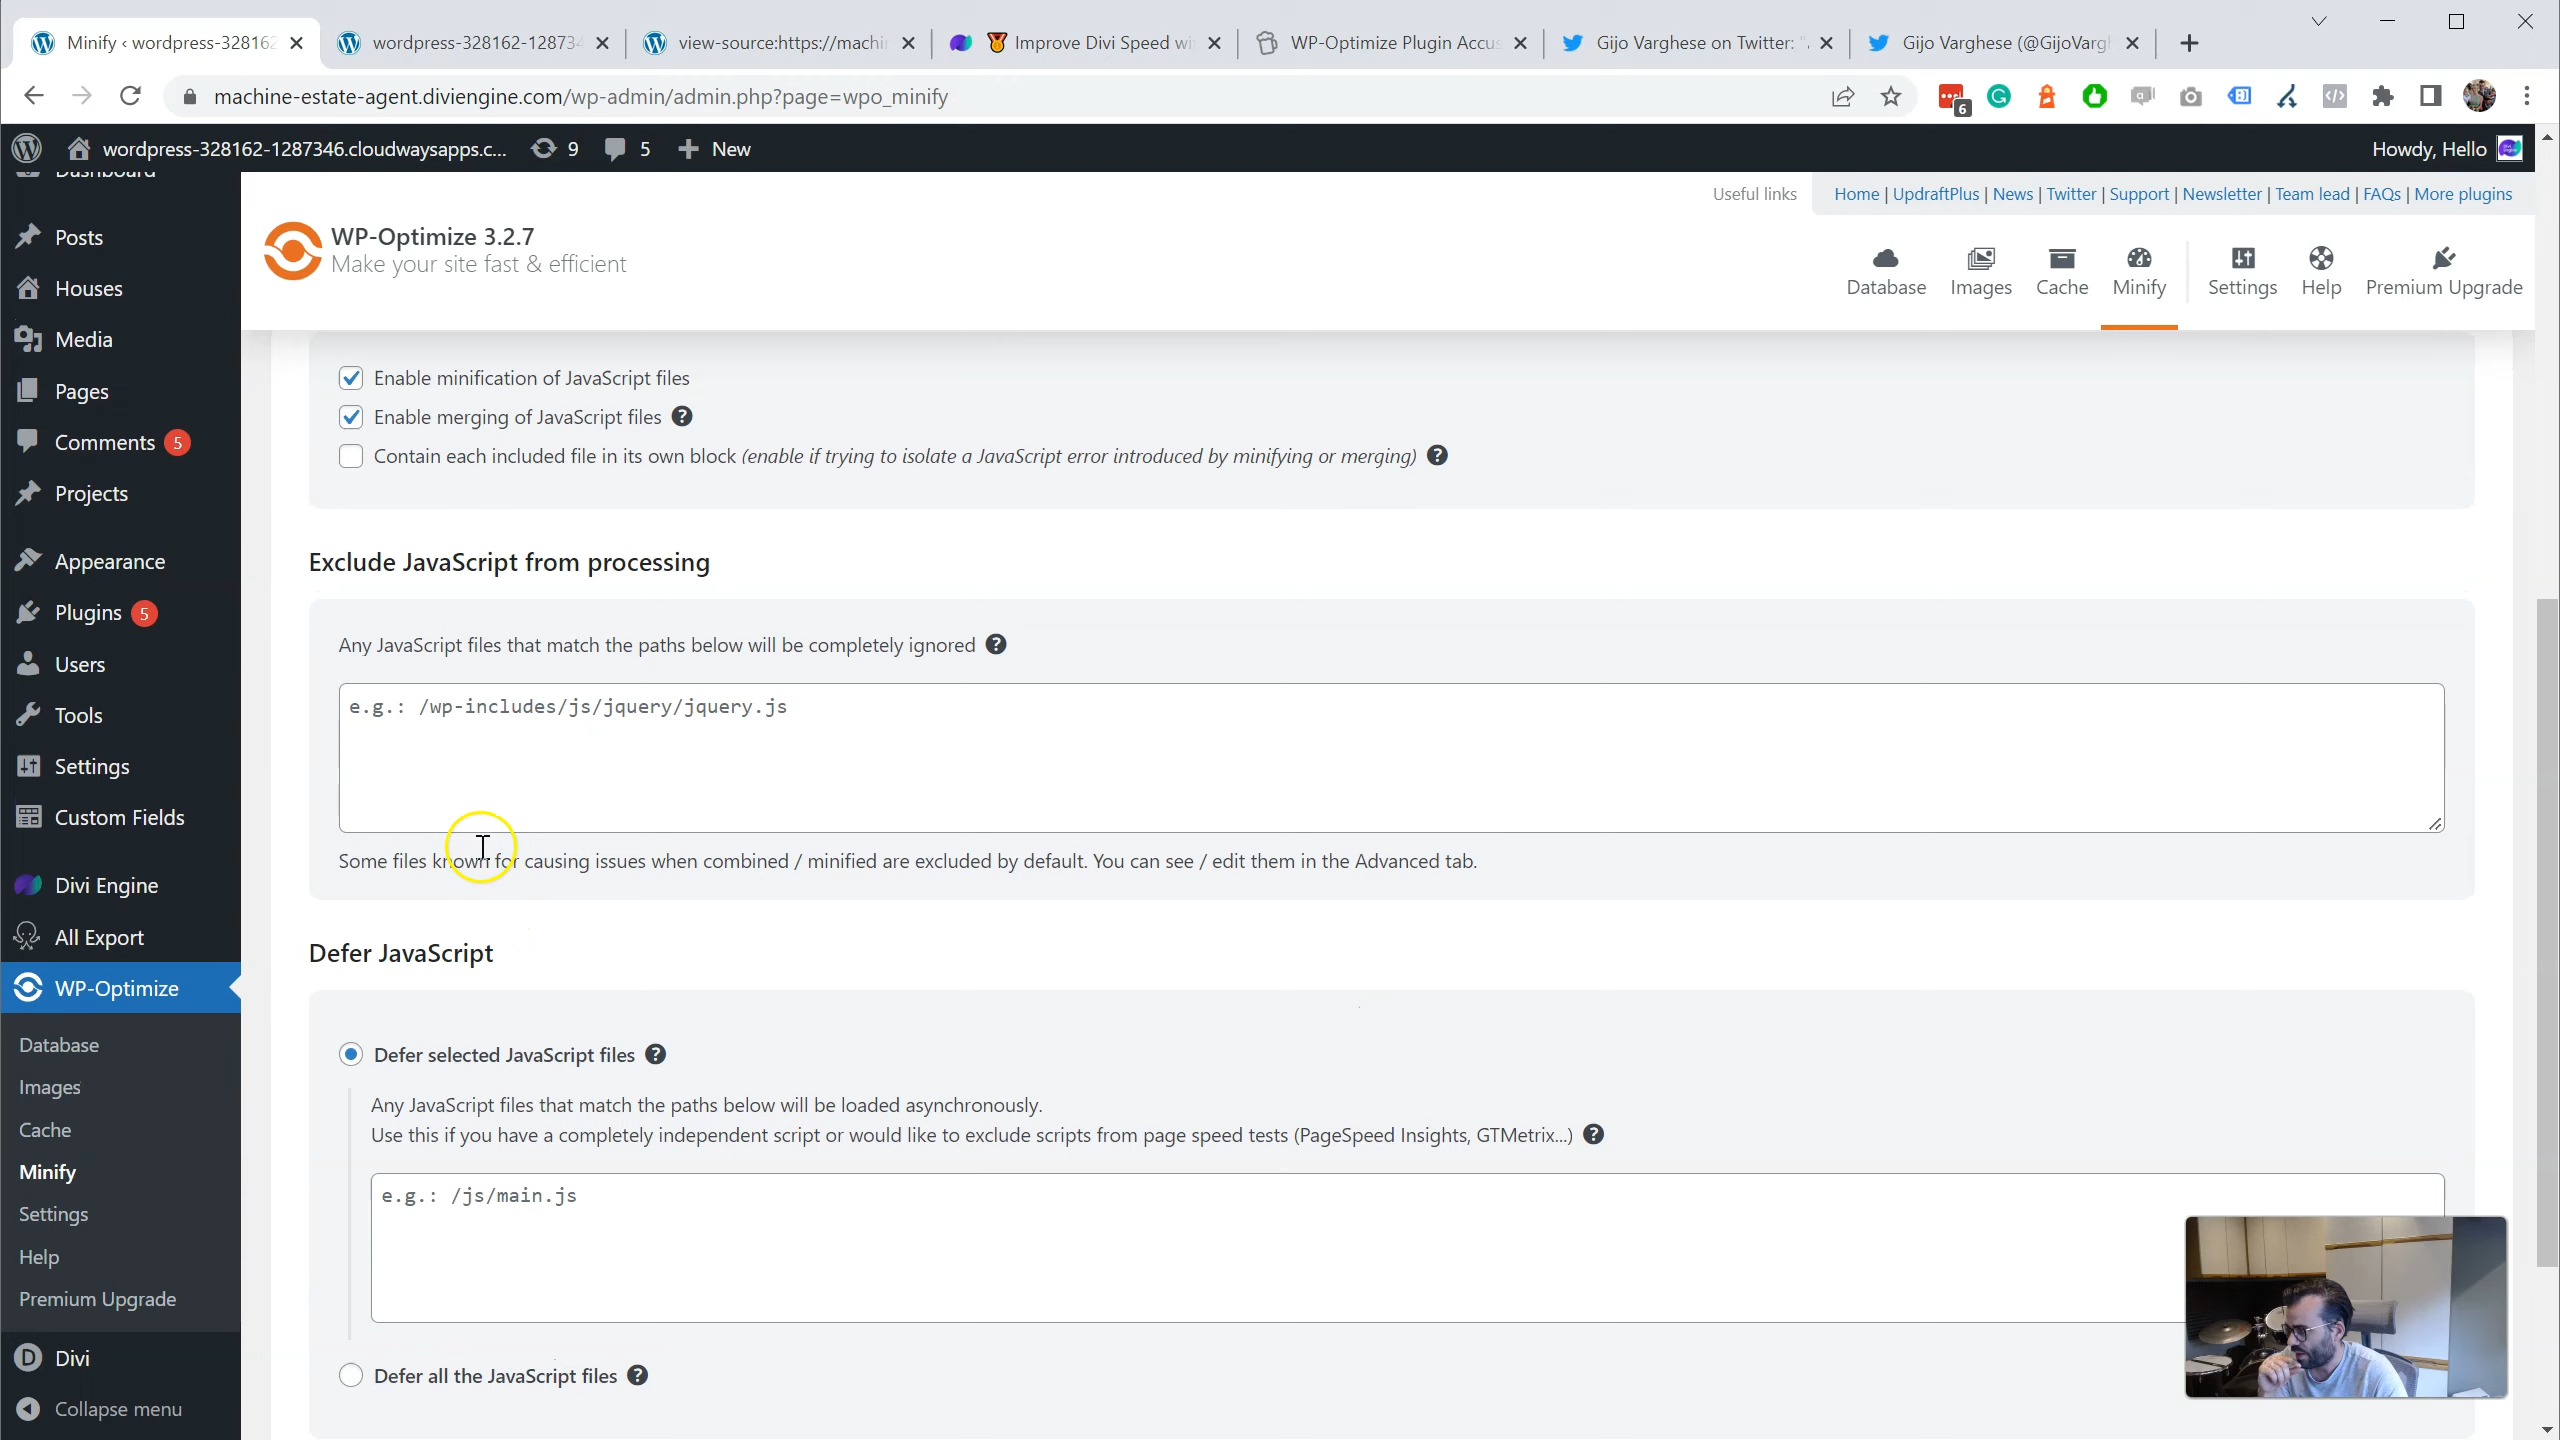 Minify ‹ wordpress-328162
wordpress-328162-128734
view-source:https://machi
Improve Divi Speed wi
WP-Optimize Plugin Accus
Gijo Varghese on Twitter: "
Gijo Varghese (@GijoVargh
machine-estate-agent.diviengine.com/wp-admin/admin.php?page=wpo_minify
6
wordpress-328162-1287346.cloudwaysapps.c...
9
5
New
Howdy, Hello
Dashboard
Posts
Houses
Media
Pages
Comments 5
Projects
Appearance
Plugins 5
Users
Tools
Settings
Custom Fields
Divi Engine
All Export
WP-Optimize
Database
Images
Cache
Minify
Settings
Help
Premium Upgrade
Divi
Collapse menu
Useful links
Home | UpdraftPlus | News | Twitter | Support | Newsletter | Team lead | FAQs | More plugins
WP-Optimize 3.2.7
Make your site fast & efficient
Database
Images
Cache
Minify
Settings
Help
Premium Upgrade
Enable minification of JavaScript files
Enable merging of JavaScript files
Contain each included file in its own block (enable if trying to isolate a JavaScript error introduced by minifying or merging)
Exclude JavaScript from processing
Any JavaScript files that match the paths below will be completely ignored
e.g.: /wp-includes/js/jquery/jquery.js
Some files known for causing issues when combined / minified are excluded by default. You can see / edit them in the Advanced tab.
Defer JavaScript
Defer selected JavaScript files
Any JavaScript files that match the paths below will be loaded asynchronously.
Use this if you have a completely independent script or would like to exclude scripts from page speed tests (PageSpeed Insights, GTMetrix...)
e.g.: /js/main.js
Defer all the JavaScript files